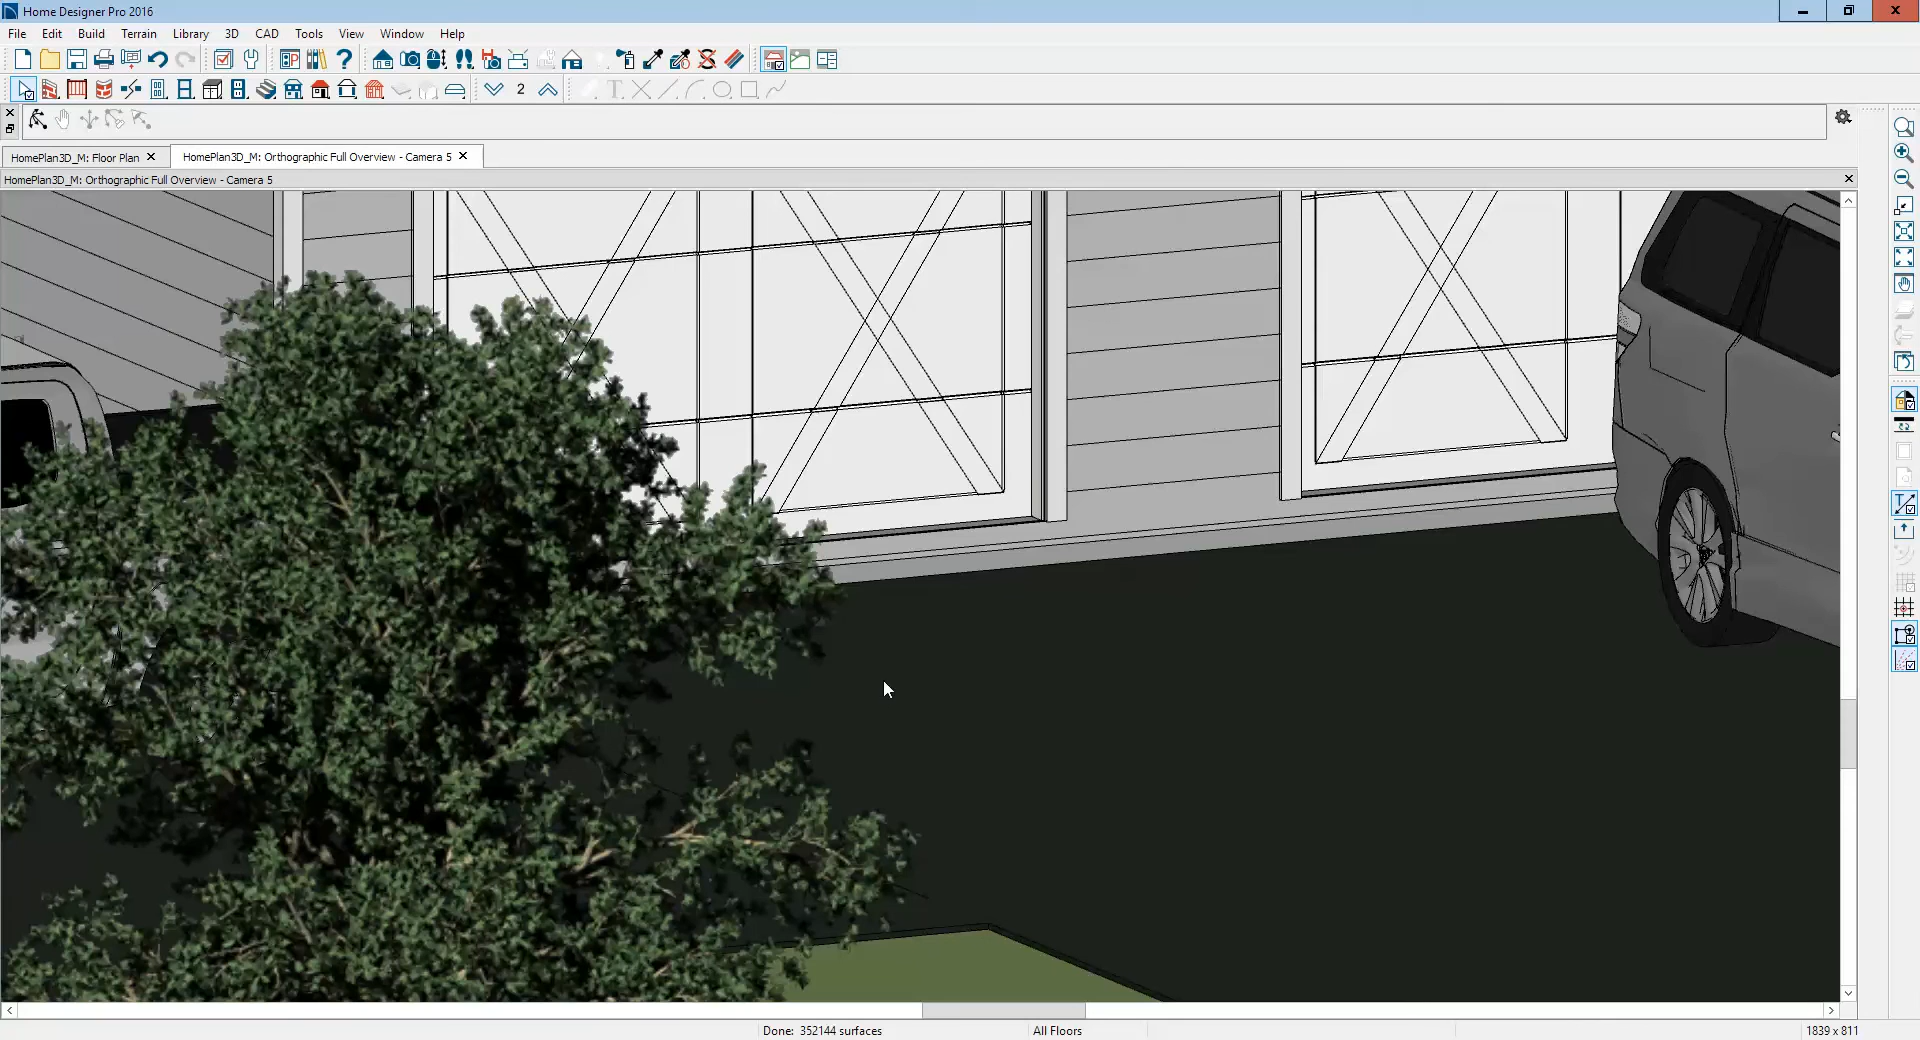 Home Designer Pro 2016
File Edit Build Terrain Library 3D CAD Tools View Window Help
2
HomePlan3D_M: Floor Plan
HomePlan3D_M: Orthographic Full Overview - Camera 5
HomePlan3D_M: Orthographic Full Overview - Camera 5
Done: 352144 surfaces
All Floors
1839 x 811